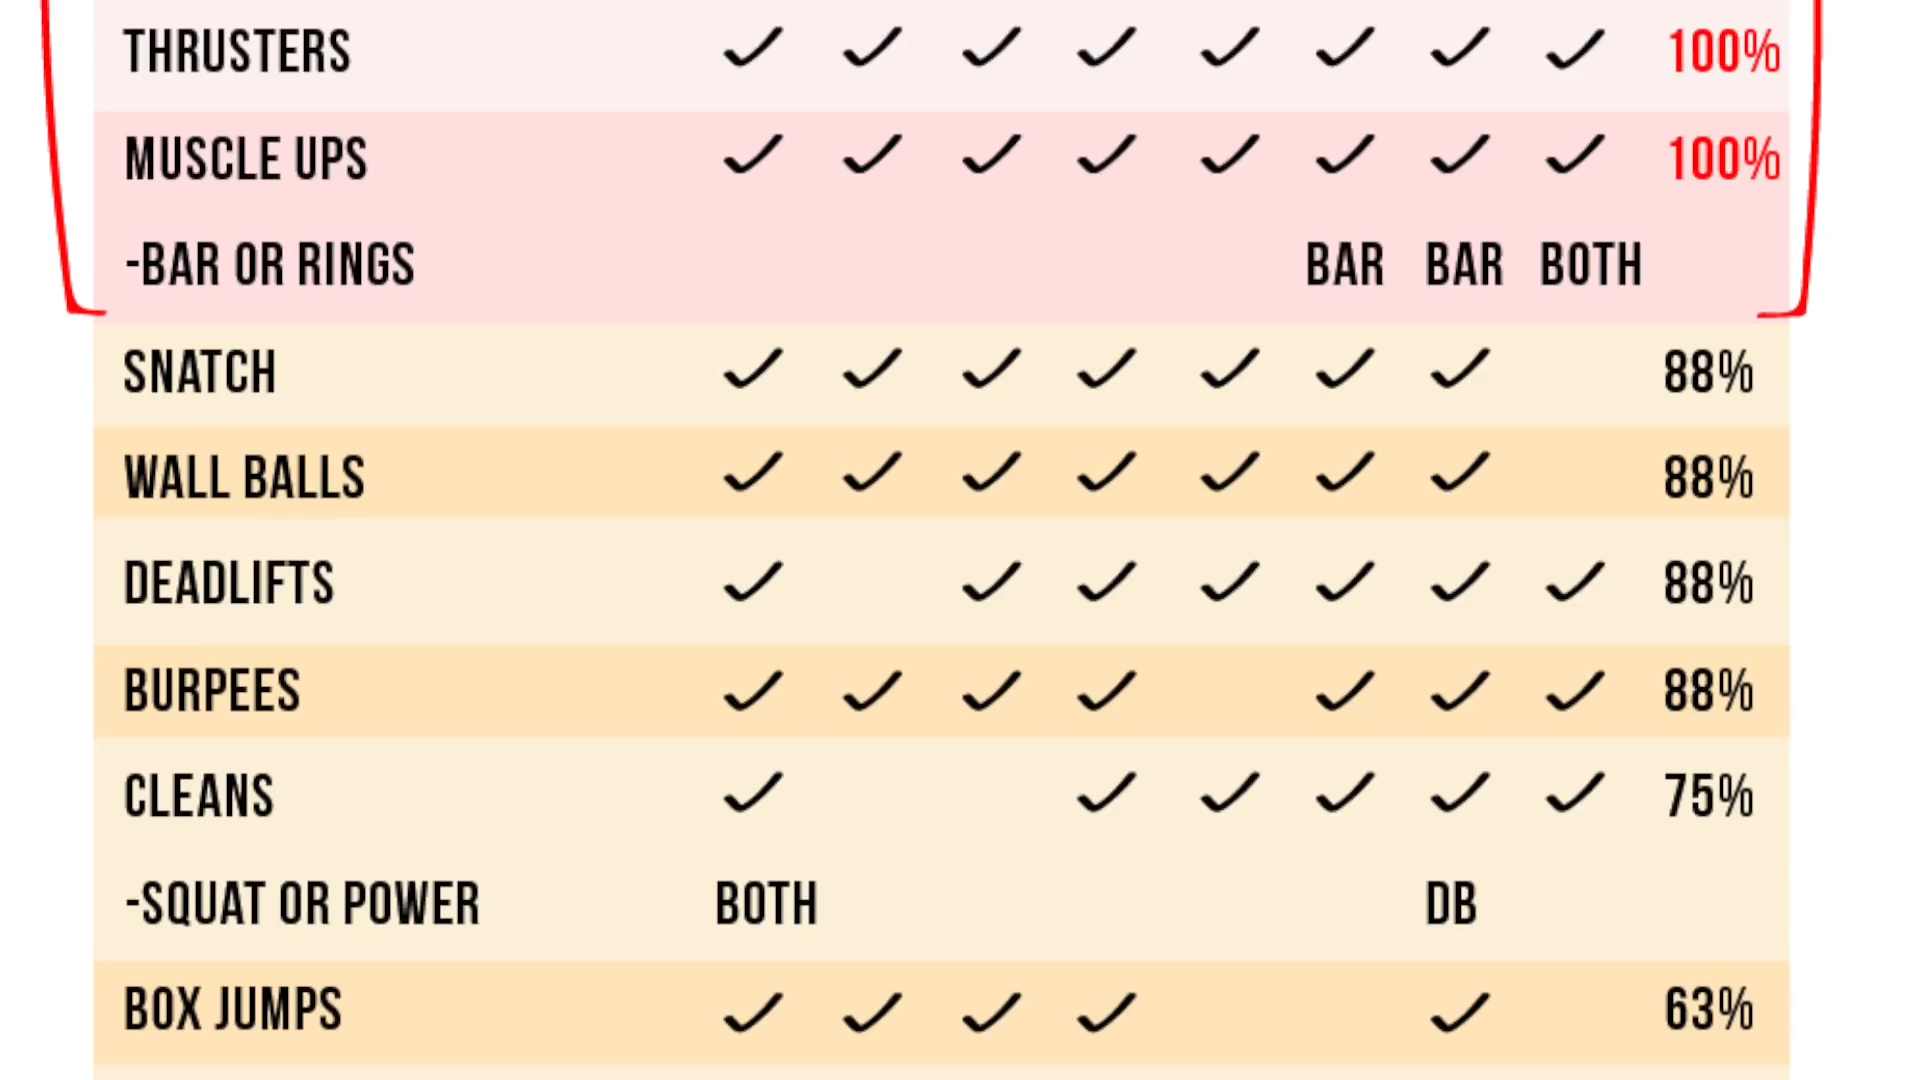 THRUSTERS ✓ ✓ ✓ ✓ ✓ ✓ ✓ ✓ 100%
MUSCLE UPS ✓ ✓ ✓ ✓ ✓ ✓ ✓ ✓ 100%
-BAR OR RINGS BAR BAR BOTH
SNATCH ✓ ✓ ✓ ✓ ✓ ✓ ✓ 88%
WALL BALLS ✓ ✓ ✓ ✓ ✓ ✓ ✓ 88%
DEADLIFTS ✓ ✓ ✓ ✓ ✓ ✓ ✓ 88%
BURPEES ✓ ✓ ✓ ✓ ✓ ✓ ✓ 88%
CLEANS ✓ ✓ ✓ ✓ ✓ ✓ 75%
-SQUAT OR POWER BOTH DB
BOX JUMPS ✓ ✓ ✓ ✓ ✓ 63%